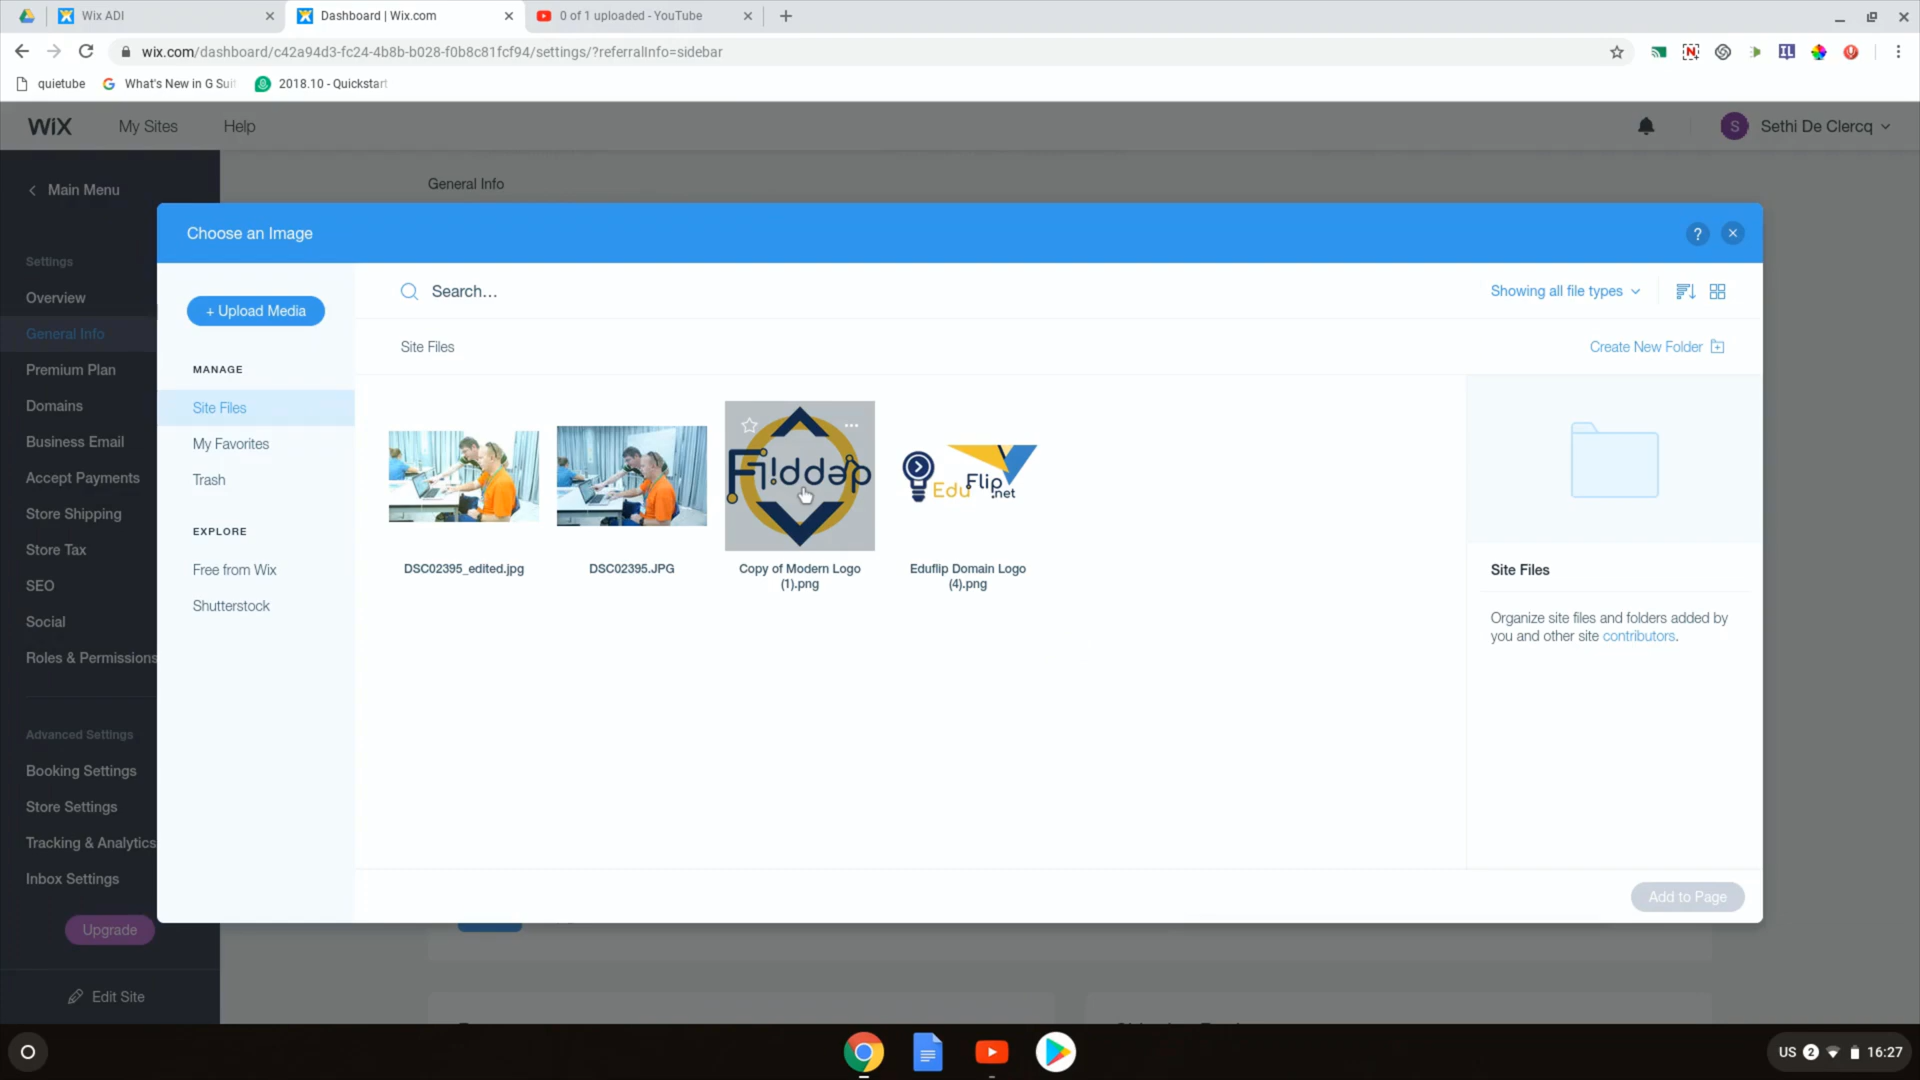 Wix ADI
Dashboard | Wix.com
0 of 1 uploaded - YouTube
wix.com/dashboard/c42a94d3-fc24-4b8b-b028-f0b8c81fcf94/settings/?referralInfo=sidebar
quietube
What's New in G Suit
2018.10 - Quickstart
WiX
My Sites
Help
S
Sethi De Clercq
Main Menu
General Info
Settings
Overview
General Info
Premium Plan
Domains
Business Email
Accept Payments
Store Shipping
Store Tax
SEO
Social
Roles & Permissions
Advanced Settings
Booking Settings
Store Settings
Tracking & Analytics
Inbox Settings
Upgrade
Edit Site
Choose an Image
?
+ Upload Media
MANAGE
Site Files
My Favorites
Trash
EXPLORE
Free from Wix
Shutterstock
Search...
Showing all file types
Site Files
Create New Folder
Edu Flip .net
DSC02395_edited.jpg
DSC02395.JPG
Copy of Modern Logo
(1).png
Eduflip Domain Logo
(4).png
Site Files
Organize site files and folders added by
you and other site contributors.
Add to Page
US 2 16:27